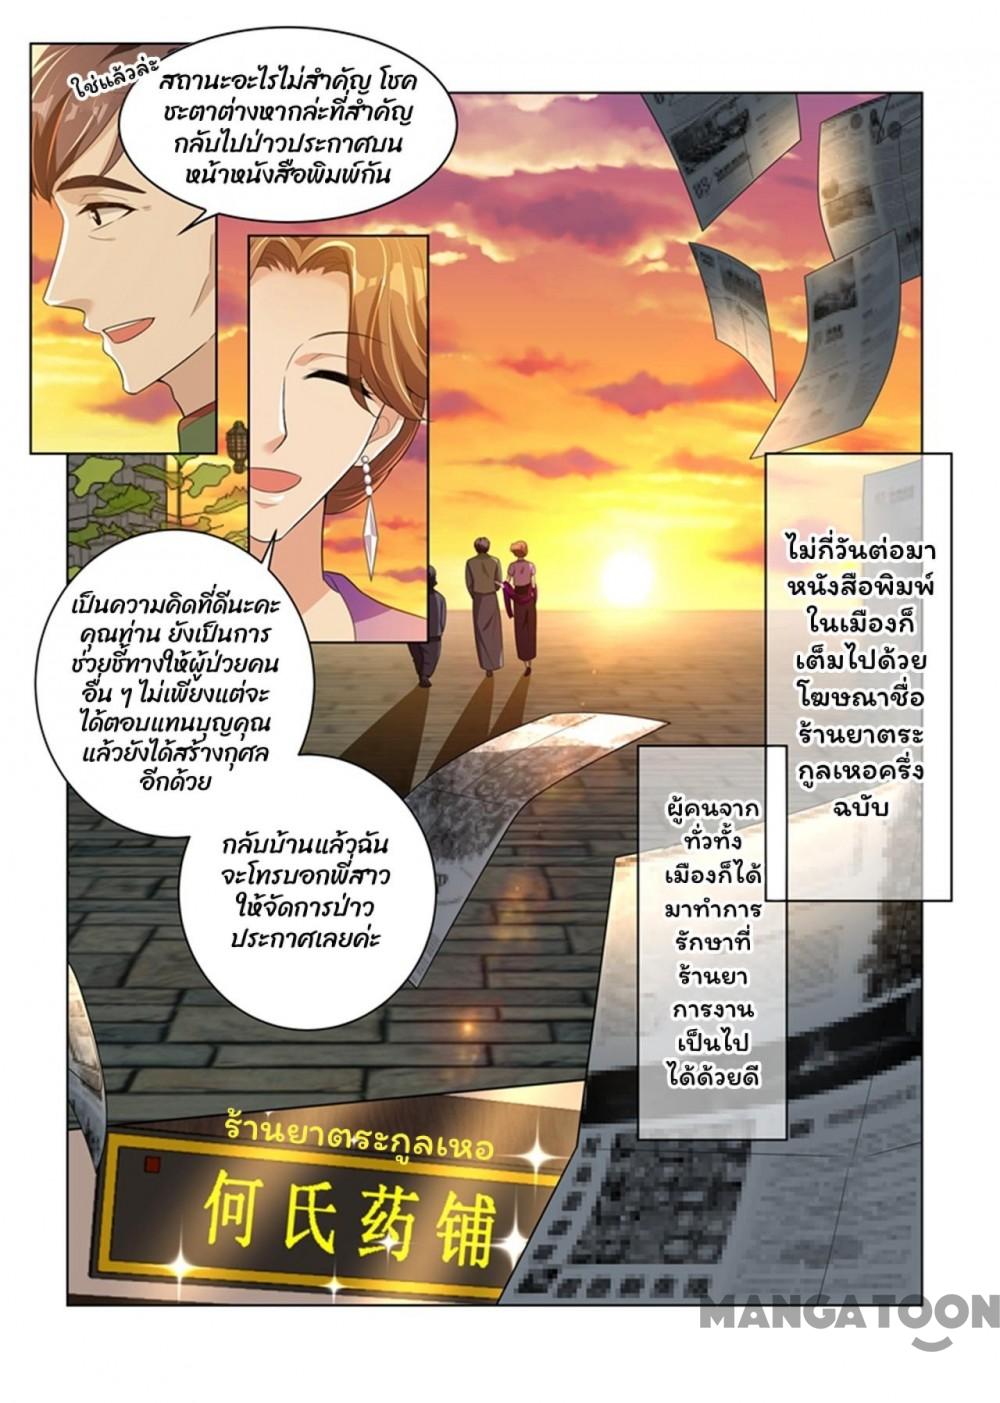 ใช่แล้วล่ะ
สถานะอะไรไม่สำคัญ โชค
ชะตาต่างหากล่ะที่สำคัญ
กลับไปป่าวประกาศบน
หน้าหนังสือพิมพ์กัน
เป็นความคิดที่ดีนะคะ
คุณท่าน ยังเป็นการ
ช่วยชี้ทางให้ผู้ป่วยคน
อื่น ๆ ไม่เพียงแต่จะ
ได้ตอบแทนบุญคุณ
แล้วยังได้สร้างกุศล
อีกด้วย
กลับบ้านแล้วฉัน
จะโทรบอกพี่สาว
ให้จัดการป่าว
ประกาศเลยค่ะ
ไม่กี่วันต่อมา
หนังสือพิมพ์
ในเมืองก็
เต็มไปด้วย
โฆษณาชื่อ
ร้านยาตระ
กูลเหอครึ่ง
ฉบับ
ผู้คนจาก
ทั่วทั้ง
เมืองก็ได้
มาทำการ
รักษาที่
ร้านยา
การงาน
เป็นไป
ได้ด้วยดี
ร้านยาตระกูลเหอ
何氏药铺
MANGATOON